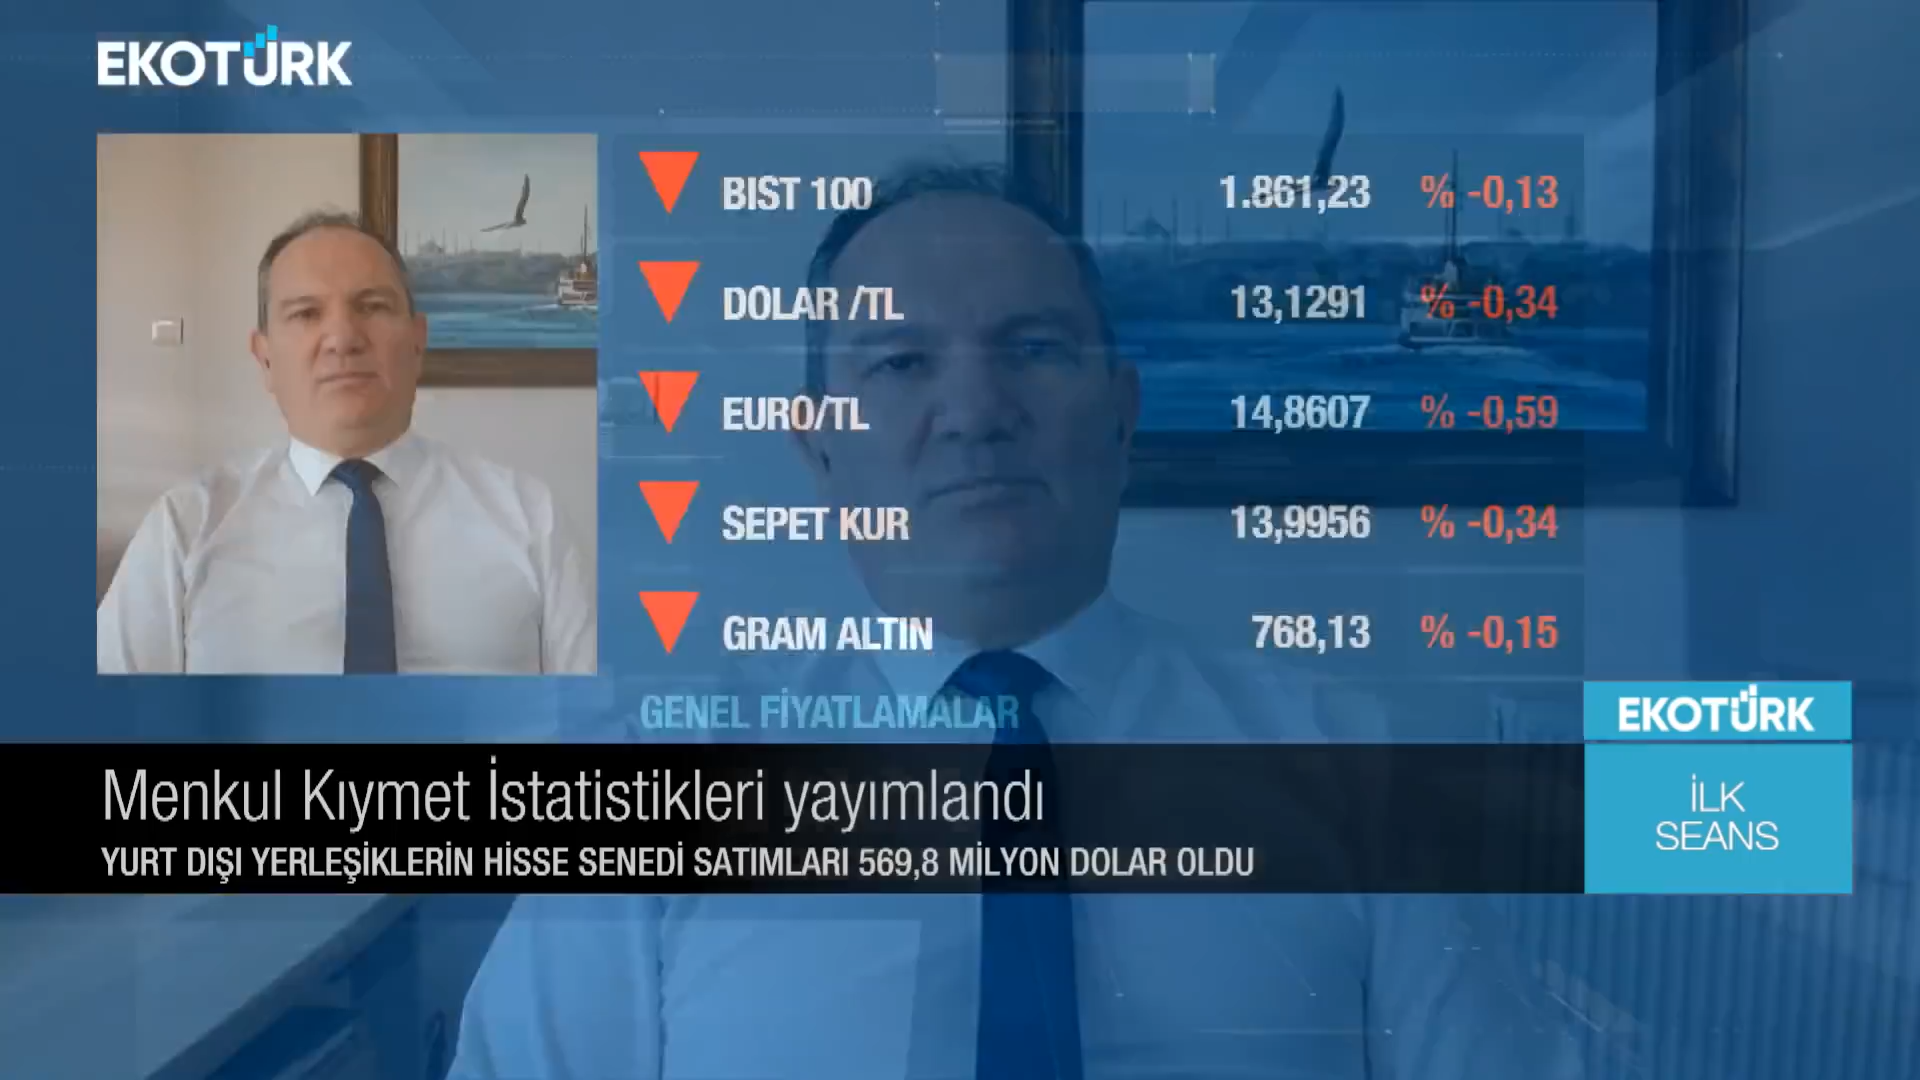 EKOTÜRK
BIST 100 1.861,23 % -0,13
DOLAR /TL 13,1291 % -0,34
EURO/TL 14,8607 % -0,59
SEPET KUR 13,9956 % -0,34
GRAM ALTIN 768,13 % -0,15
GENEL FİYATLAMALAR
EKOTÜRK
Menkul Kıymet İstatistikleri yayımlandı
YURT DIŞI YERLEŞİKLERİN HİSSE SENEDİ SATIMLARI 569,8 MİLYON DOLAR OLDU
İLK
SEANS